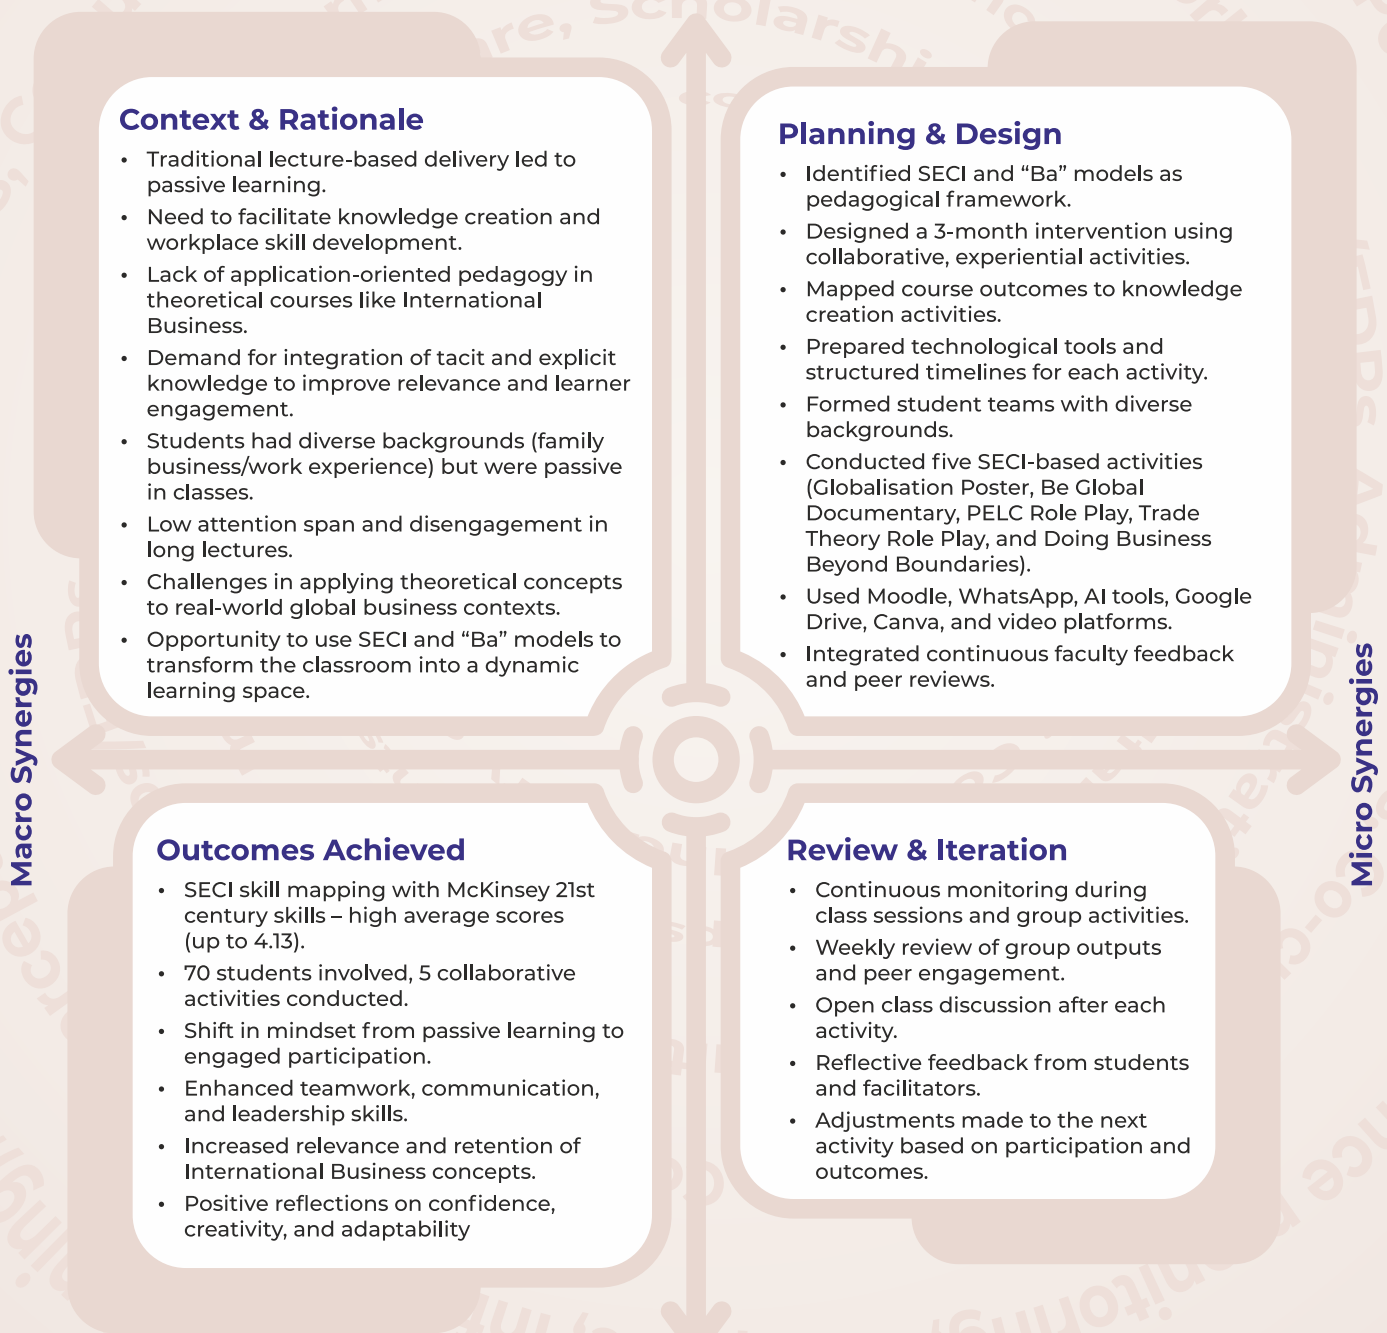 Context & Rationale
• Traditional lecture-based delivery led to
passive learning.
• Need to facilitate knowledge creation and
workplace skill development.
• Lack of application-oriented pedagogy in
theoretical courses like International
Business.
• Demand for integration of tacit and explicit
knowledge to improve relevance and learner
engagement.
• Students had diverse backgrounds (family
business/work experience) but were passive
in classes.
• Low attention span and disengagement in
long lectures.
• Challenges in applying theoretical concepts
to real-world global business contexts.
• Opportunity to use SECI and “Ba” models to
transform the classroom into a dynamic
learning space.
Planning & Design
• Identified SECI and “Ba” models as
pedagogical framework.
• Designed a 3-month intervention using
collaborative, experiential activities.
• Mapped course outcomes to knowledge
creation activities.
• Prepared technological tools and
structured timelines for each activity.
• Formed student teams with diverse
backgrounds.
• Conducted five SECI-based activities
(Globalisation Poster, Be Global
Documentary, PELC Role Play, Trade
Theory Role Play, and Doing Business
Beyond Boundaries).
• Used Moodle, WhatsApp, AI tools, Google
Drive, Canva, and video platforms.
• Integrated continuous faculty feedback
and peer reviews.
Macro Synergies
Micro Synergies
Outcomes Achieved
• SECI skill mapping with McKinsey 21st
century skills – high average scores
(up to 4.13).
• 70 students involved, 5 collaborative
activities conducted.
• Shift in mindset from passive learning to
engaged participation.
• Enhanced teamwork, communication,
and leadership skills.
• Increased relevance and retention of
International Business concepts.
• Positive reflections on confidence,
creativity, and adaptability
Review & Iteration
• Continuous monitoring during
class sessions and group activities.
• Weekly review of group outputs
and peer engagement.
• Open class discussion after each
activity.
• Reflective feedback from students
and facilitators.
• Adjustments made to the next
activity based on participation and
outcomes.